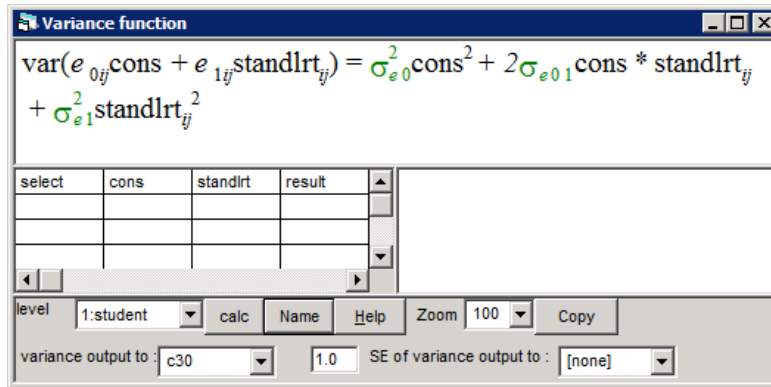 Variance function
var(e₀ᵢⱼcons + e₁ᵢⱼstandlrtᵢⱼ) = σ²ₑ₀cons² + 2σₑ₀₁cons * standlrtᵢⱼ
+ σ²ₑ₁standlrtᵢⱼ²
select cons standlrt result
level 1:student calc Name Help Zoom 100 Copy
variance output to : c30 1.0 SE of variance output to : [none]